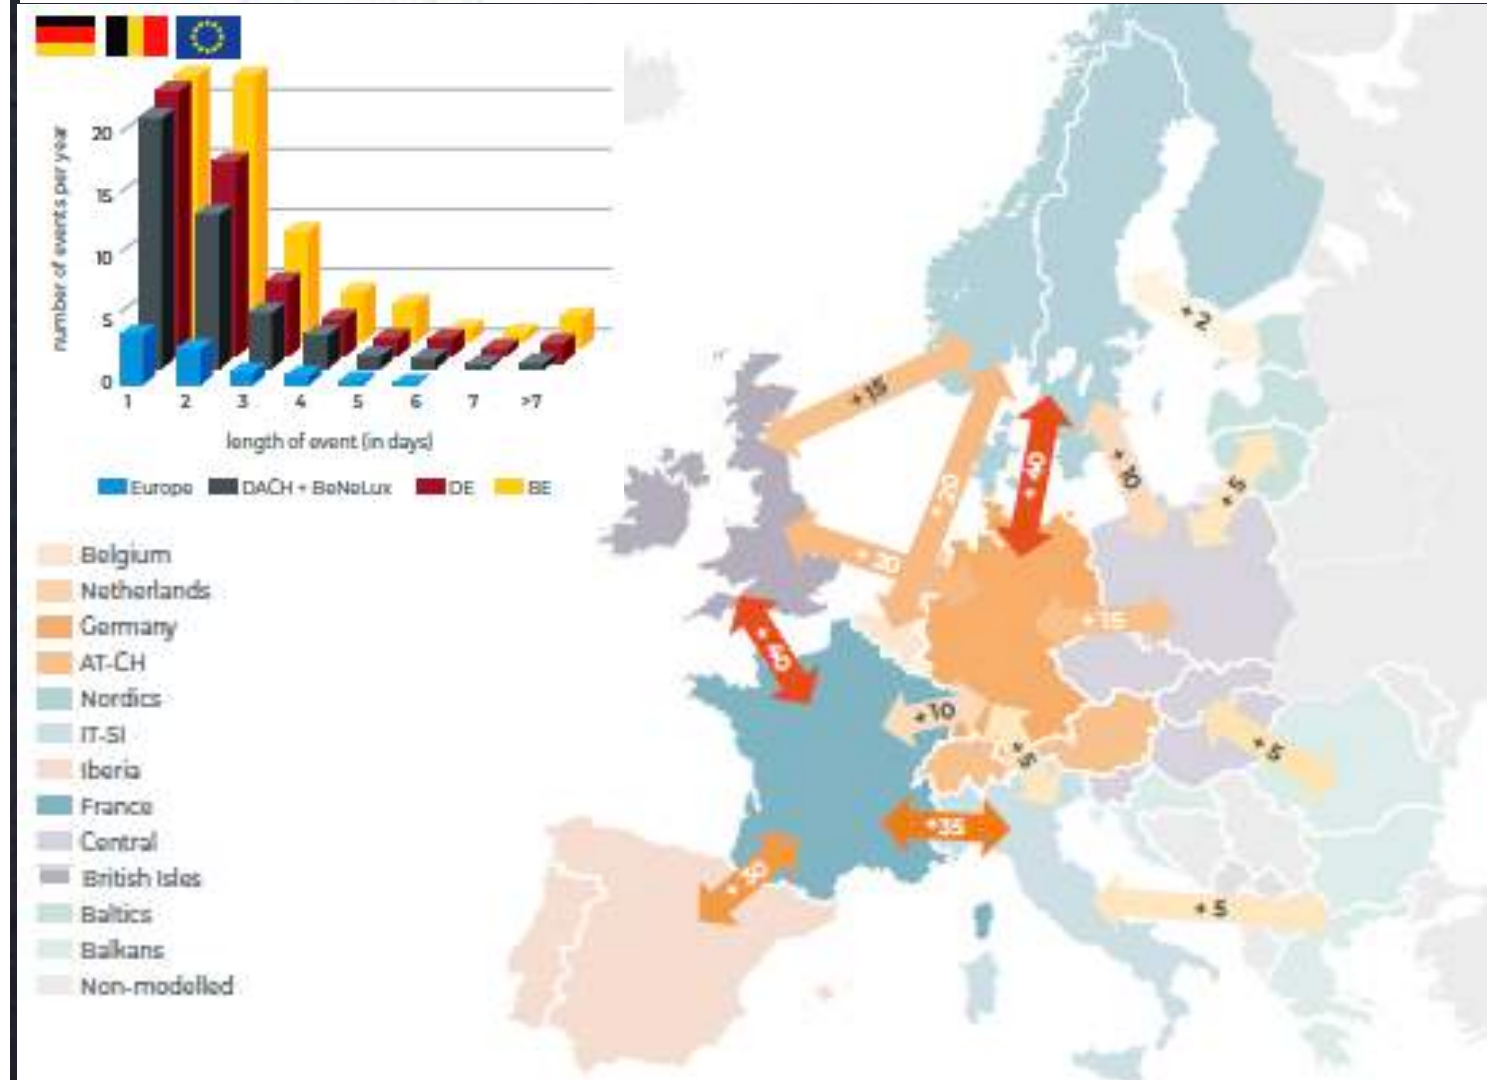 number of events per year
20
15
10
5
0
1 2 3 4 5 6 7 >7
length of event (in days)
Europe DACH + BeNeLux DE BE
Belgium
Netherlands
Germany
AT-CH
Nordics
IT-SI
Iberia
France
Central
British Isles
Baltics
Balkans
Non-modelled
+2
+15
+40
+10
+20
+5
+20
+15
+10
+5
+5
+35
+5